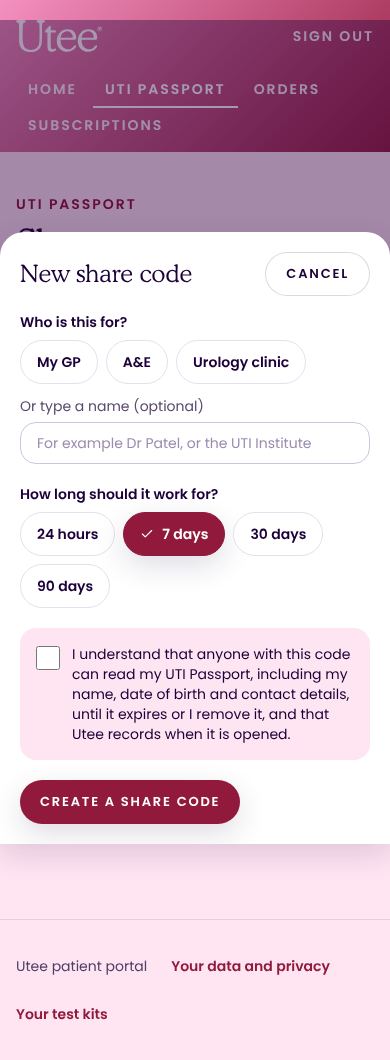 Utee®
SIGN OUT
HOME UTI PASSPORT ORDERS
SUBSCRIPTIONS
UTI PASSPORT
New share code
CANCEL
Who is this for?
My GP A&E Urology clinic
Or type a name (optional)
For example Dr Patel, or the UTI Institute
How long should it work for?
24 hours 7 days 30 days
90 days
I understand that anyone with this code
can read my UTI Passport, including my
name, date of birth and contact details,
until it expires or I remove it, and that
Utee records when it is opened.
CREATE A SHARE CODE
Utee patient portal Your data and privacy
Your test kits